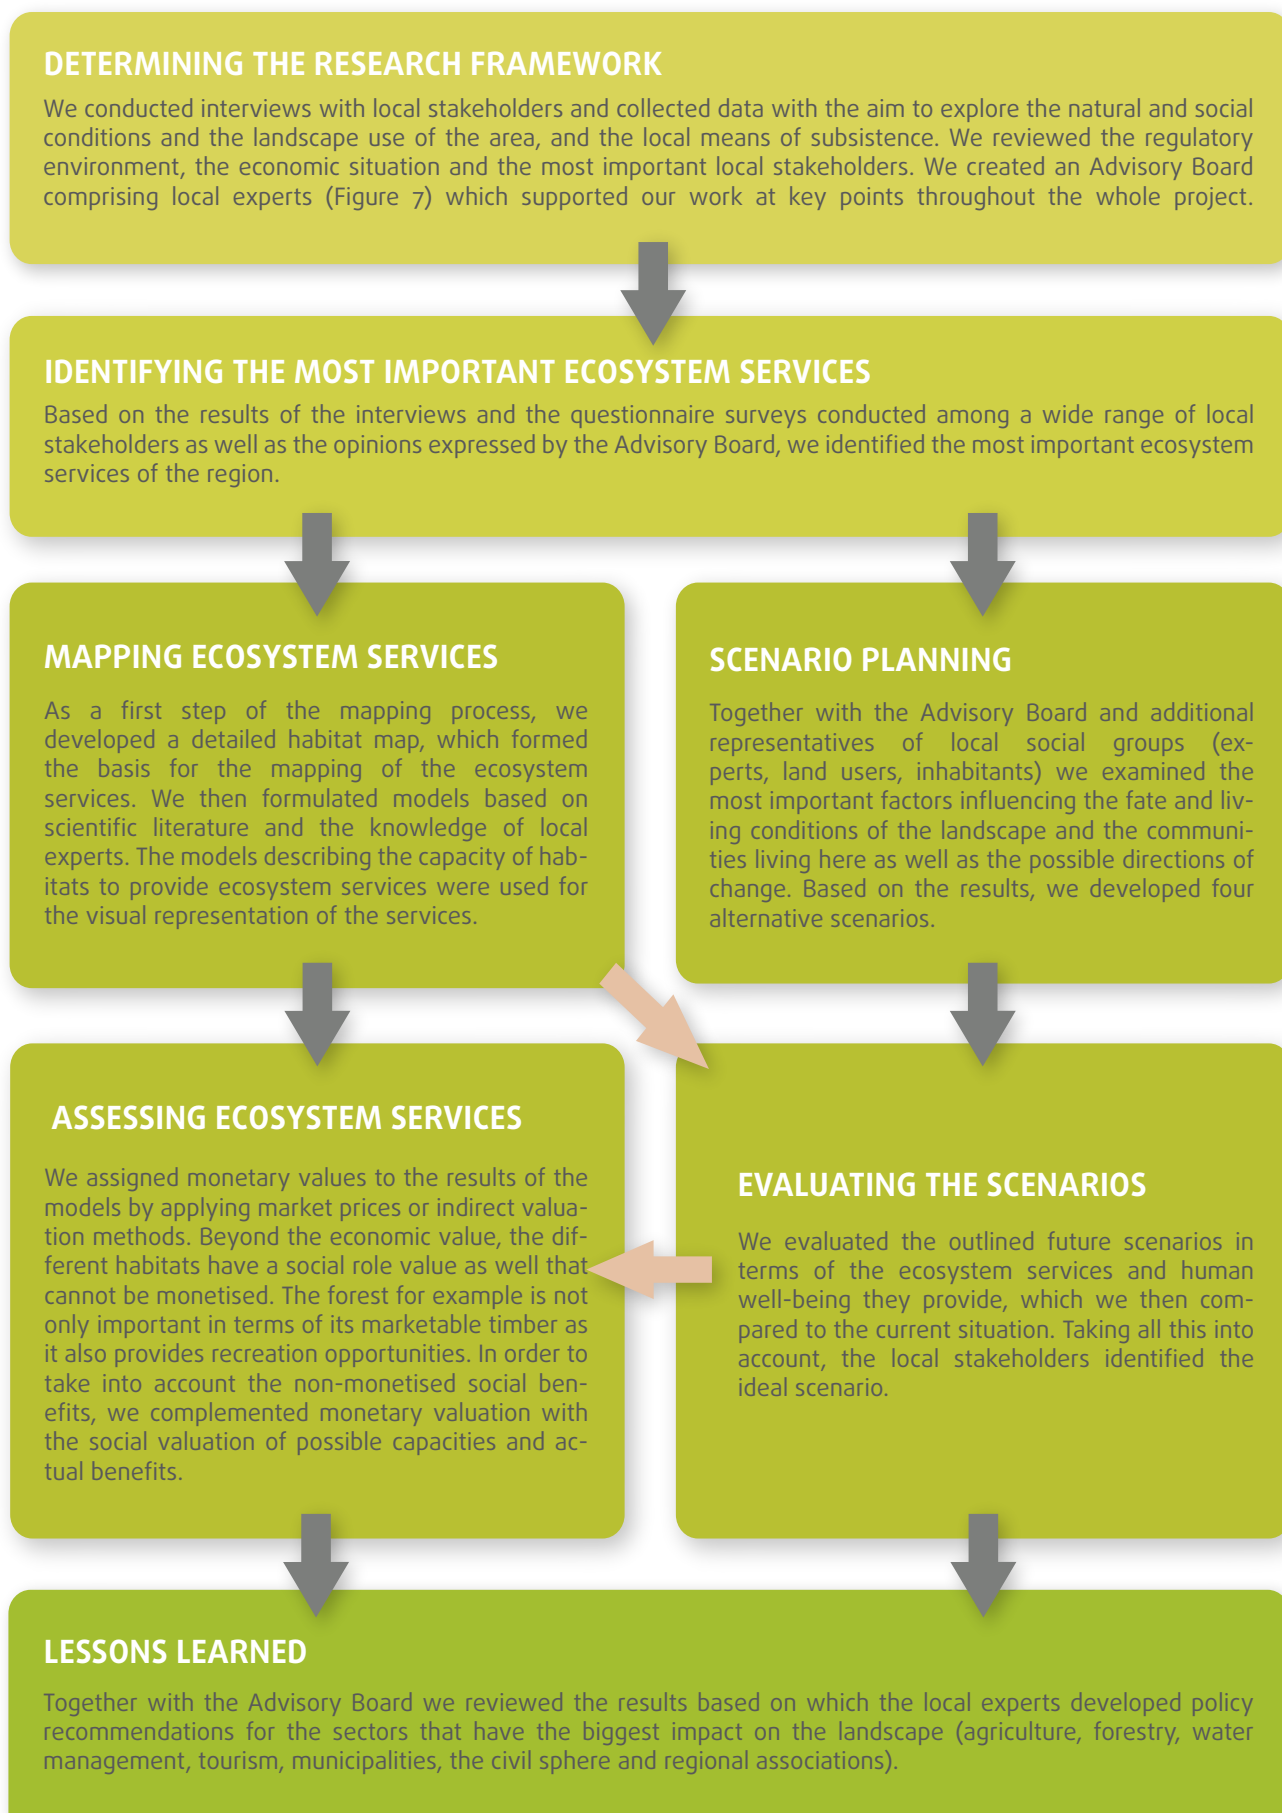 DETERMINING THE RESEARCH FRAMEWORK
We conducted interviews with local stakeholders and collected data with the aim to explore the natural and social
conditions and the landscape use of the area, and the local means of subsistence. We reviewed the regulatory
environment, the economic situation and the most important local stakeholders. We created an Advisory Board
comprising local experts (Figure 7) which supported our work at key points throughout the whole project.
IDENTIFYING THE MOST IMPORTANT ECOSYSTEM SERVICES
Based on the results of the interviews and the questionnaire surveys conducted among a wide range of local
stakeholders as well as the opinions expressed by the Advisory Board, we identified the most important ecosystem
services of the region.
MAPPING ECOSYSTEM SERVICES
As a first step of the mapping process, we
developed a detailed habitat map, which formed
the basis for the mapping of the ecosystem
services. We then formulated models based on
scientific literature and the knowledge of local
experts. The models describing the capacity of hab-
itats to provide ecosystem services were used for
the visual representation of the services.
SCENARIO PLANNING
Together with the Advisory Board and additional
representatives of local social groups (ex-
perts, land users, inhabitants) we examined the
most important factors influencing the fate and liv-
ing conditions of the landscape and the communi-
ties living here as well as the possible directions of
change. Based on the results, we developed four
alternative scenarios.
ASSESSING ECOSYSTEM SERVICES
We assigned monetary values to the results of the
models by applying market prices or indirect valua-
tion methods. Beyond the economic value, the dif-
ferent habitats have a social role value as well that
cannot be monetised. The forest for example is not
only important in terms of its marketable timber as
it also provides recreation opportunities. In order to
take into account the non-monetised social ben-
efits, we complemented monetary valuation with
the social valuation of possible capacities and ac-
tual benefits.
EVALUATING THE SCENARIOS
We evaluated the outlined future scenarios in
terms of the ecosystem services and human
well-being they provide, which we then com-
pared to the current situation. Taking all this into
account, the local stakeholders identified the
ideal scenario.
LESSONS LEARNED
Together with the Advisory Board we reviewed the results based on which the local experts developed policy
recommendations for the sectors that have the biggest impact on the landscape (agriculture, forestry, water
management, tourism, municipalities, the civil sphere and regional associations).